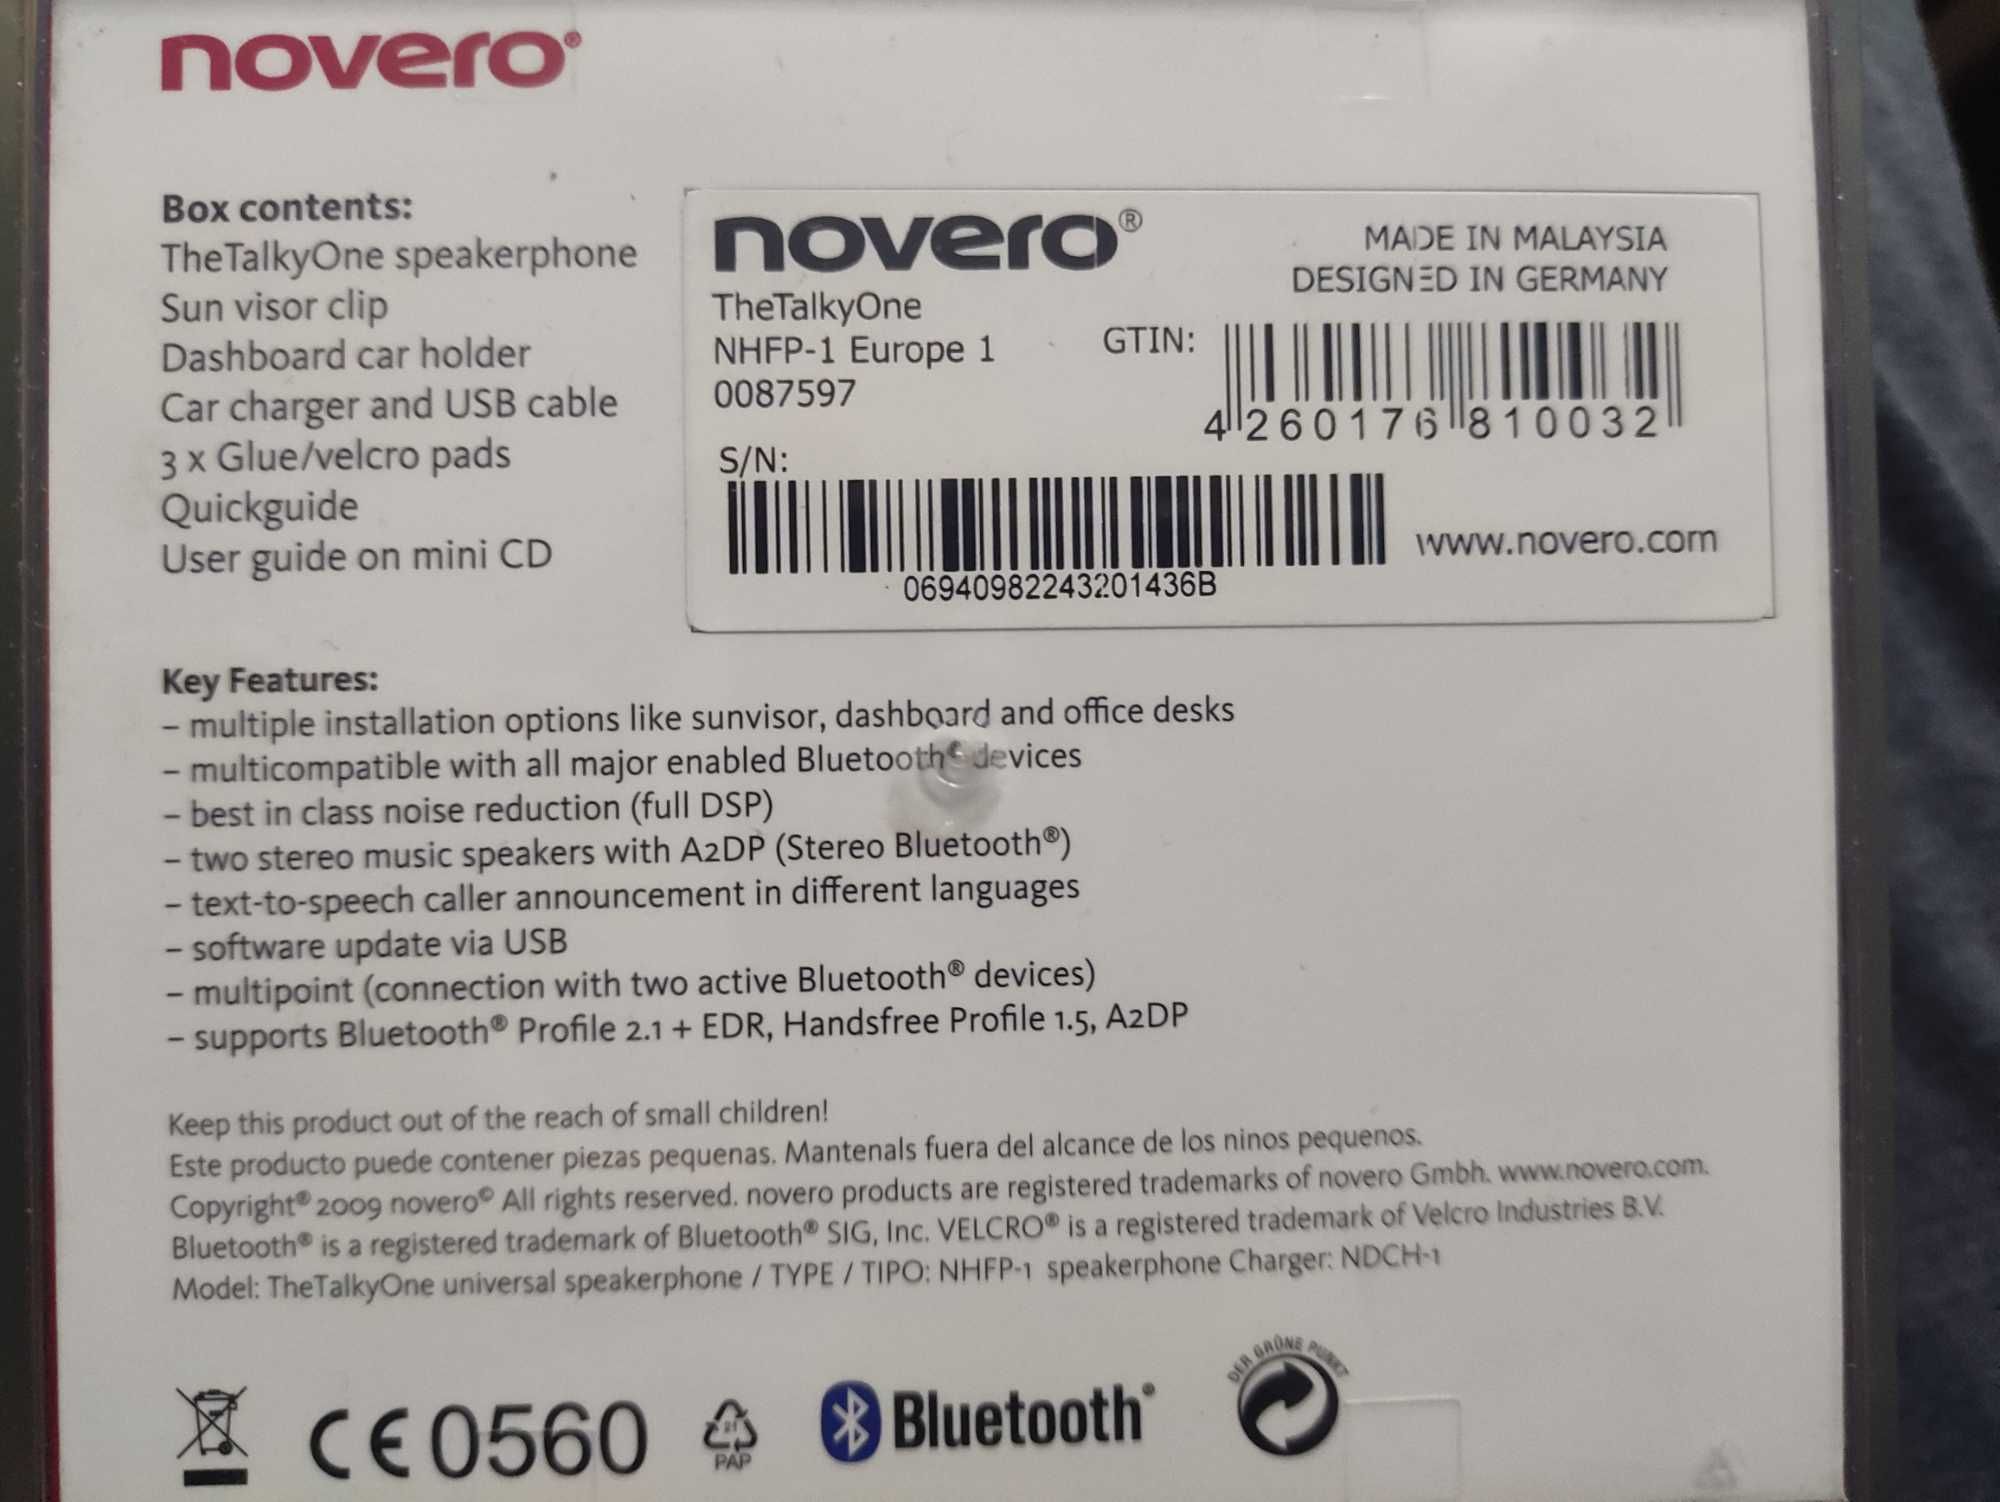 novero®
Box contents:
TheTalkyOne speakerphone
Sun visor clip
Dashboard car holder
Car charger and USB cable
3 x Glue/velcro pads
Quickguide
User guide on mini CD
novero®
TheTalkyOne
NHFP-1 Europe 1
0087597
MADE IN MALAYSIA
DESIGNED IN GERMANY
GTIN:
4 260176 810032
S/N:
06940982243201436B
www.novero.com
Key Features:
– multiple installation options like sunvisor, dashboard and office desks
– multicompatible with all major enabled Bluetooth® devices
– best in class noise reduction (full DSP)
– two stereo music speakers with A2DP (Stereo Bluetooth®)
– text-to-speech caller announcement in different languages
– software update via USB
– multipoint (connection with two active Bluetooth® devices)
– supports Bluetooth® Profile 2.1 + EDR, Handsfree Profile 1.5, A2DP
Keep this product out of the reach of small children!
Este producto puede contener piezas pequenas. Mantenals fuera del alcance de los ninos pequenos.
Copyright® 2009 novero© All rights reserved. novero products are registered trademarks of novero Gmbh. www.novero.com.
Bluetooth® is a registered trademark of Bluetooth® SIG, Inc. VELCRO® is a registered trademark of Velcro Industries B.V.
Model: TheTalkyOne universal speakerphone / TYPE / TIPO: NHFP-1 speakerphone Charger: NDCH-1
CE0560
21
PAP
Bluetooth®
DER GRÜNE PUNKT